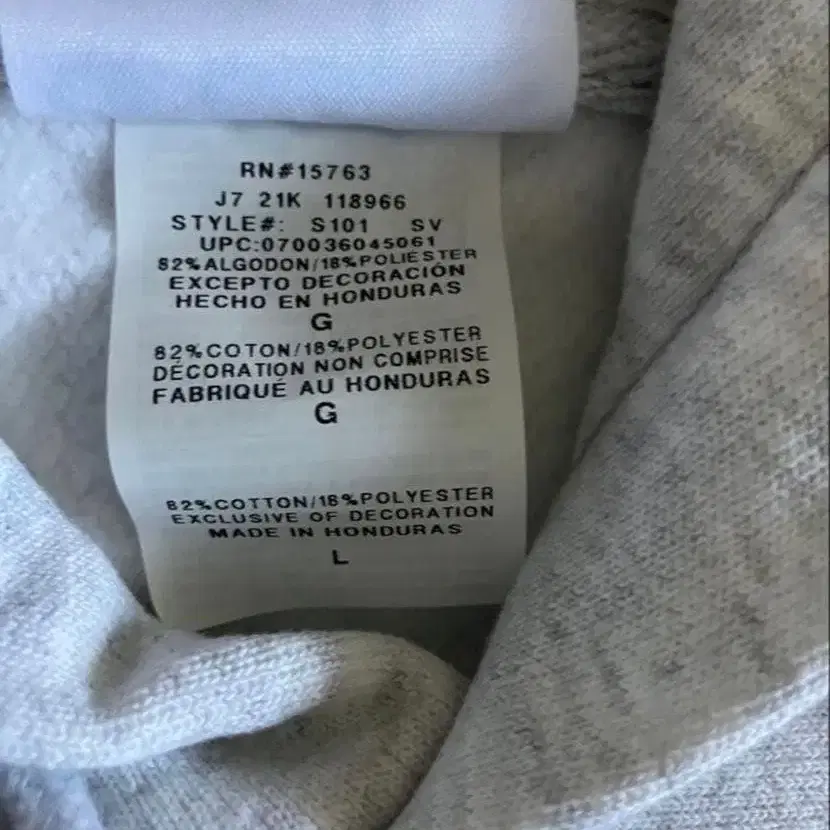 RN#15763
J7 21K 118966
STYLE#: S101 SV
UPC:070036045061
82%ALGODON/18%POLIESTER
EXCEPTO DECORACIÓN
HECHO EN HONDURAS
G
82%COTON/18%POLYESTER
DÉCORATION NON COMPRISE
FABRIQUÉ AU HONDURAS
G
82%COTTON/18%POLYESTER
EXCLUSIVE OF DECORATION
MADE IN HONDURAS
L